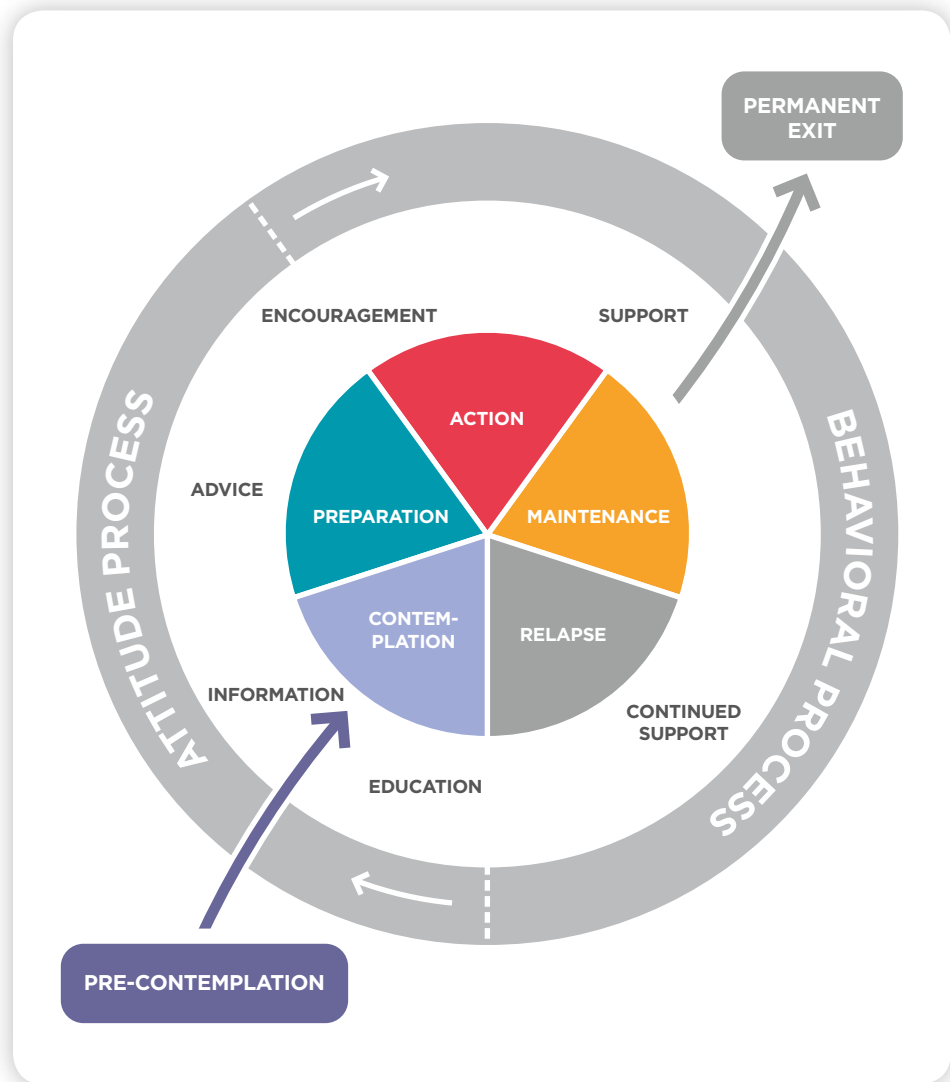 PERMANENT
EXIT
ENCOURAGEMENT
SUPPORT
ACTION
ATTITUDE PROCESS
BEHAVIORAL PROCESS
ADVICE
PREPARATION
MAINTENANCE
CONTEM-
PLATION
RELAPSE
INFORMATION
CONTINUED
SUPPORT
EDUCATION
PRE-CONTEMPLATION